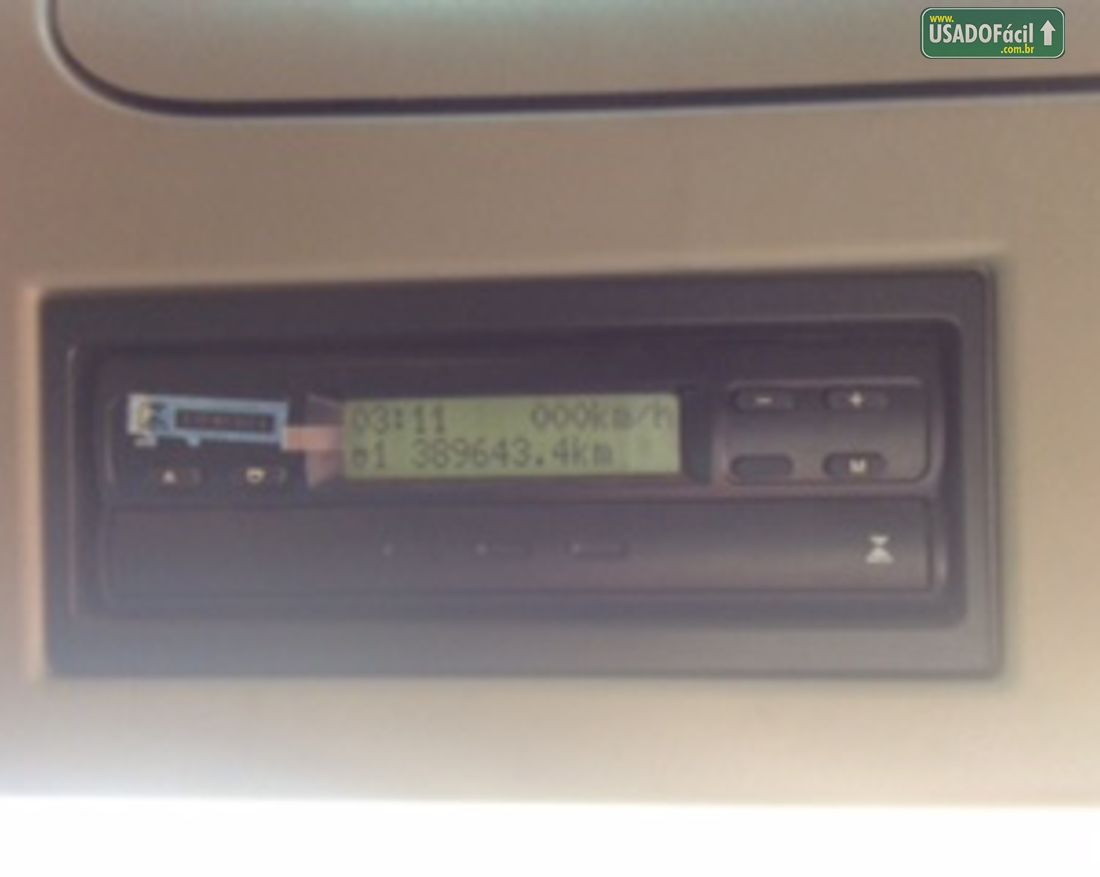 www.
USADOFácil
.com.br
03:11 000km/h
1 389643.4km
- +
M